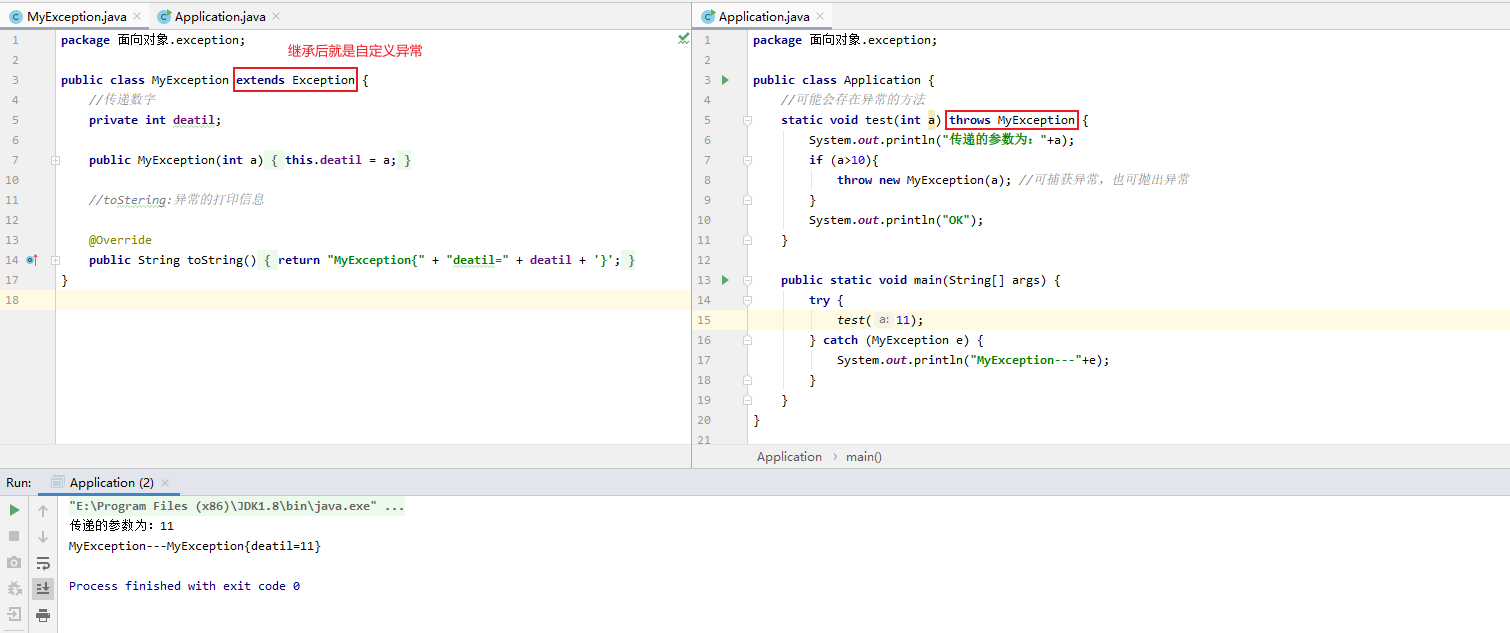 MyException.java
Application.java
1 package 面向对象.exception;
继承后就是自定义异常
2
3 public class MyException extends Exception {
4 //传递数字
5 private int deatil;
6
7 public MyException(int a) { this.deatil = a; }
10
11 //toStering:异常的打印信息
12
13 @Override
14 public String toString() { return "MyException{" + "deatil=" + deatil + '}'; }
17 }
18
Application.java
1 package 面向对象.exception;
2
3 public class Application {
4 //可能会存在异常的方法
5 static void test(int a) throws MyException {
6 System.out.println("传递的参数为："+a);
7 if (a>10){
8 throw new MyException(a); //可捕获异常，也可抛出异常
9 }
10 System.out.println("OK");
11 }
12
13 public static void main(String[] args) {
14 try {
15 test( a: 11);
16 } catch (MyException e) {
17 System.out.println("MyException---"+e);
18 }
19 }
20 }
21
Application › main()
Run: Application (2)
"E:\Program Files (x86)\JDK1.8\bin\java.exe" ...
传递的参数为：11
MyException---MyException{deatil=11}
Process finished with exit code 0